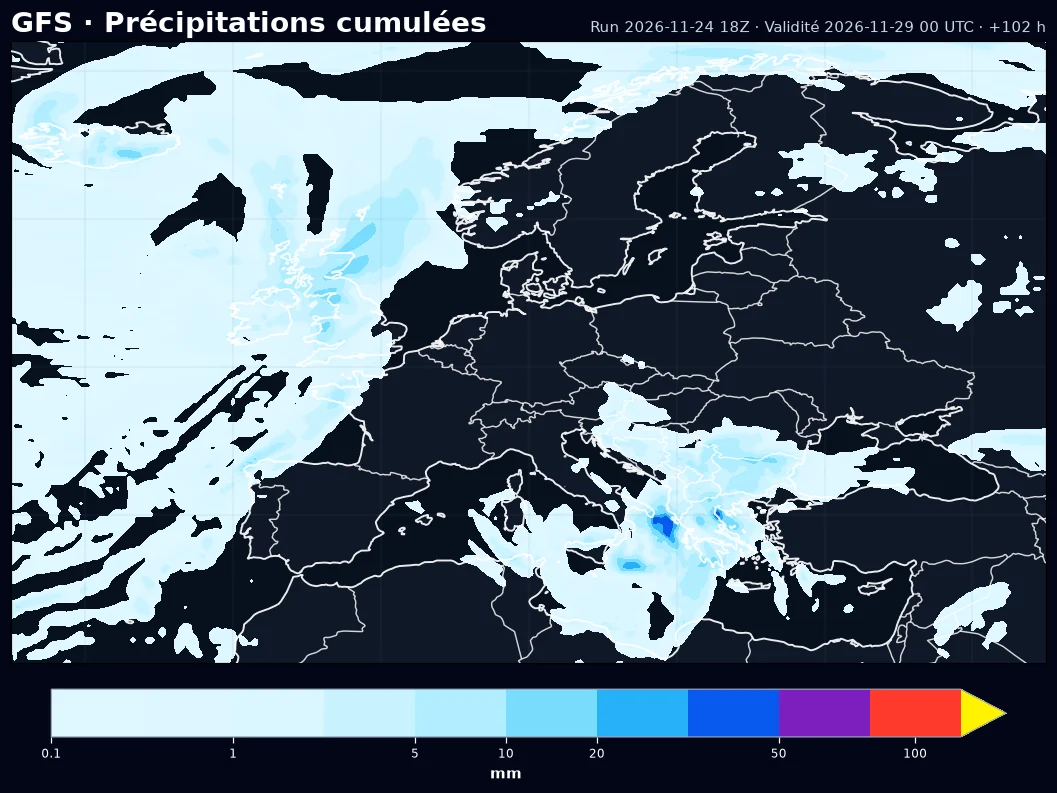 GFS · Précipitations cumulées
Run 2026-11-24 18Z · Validité 2026-11-29 00 UTC · +102 h
0.1 1 5 10 20 50 100
mm